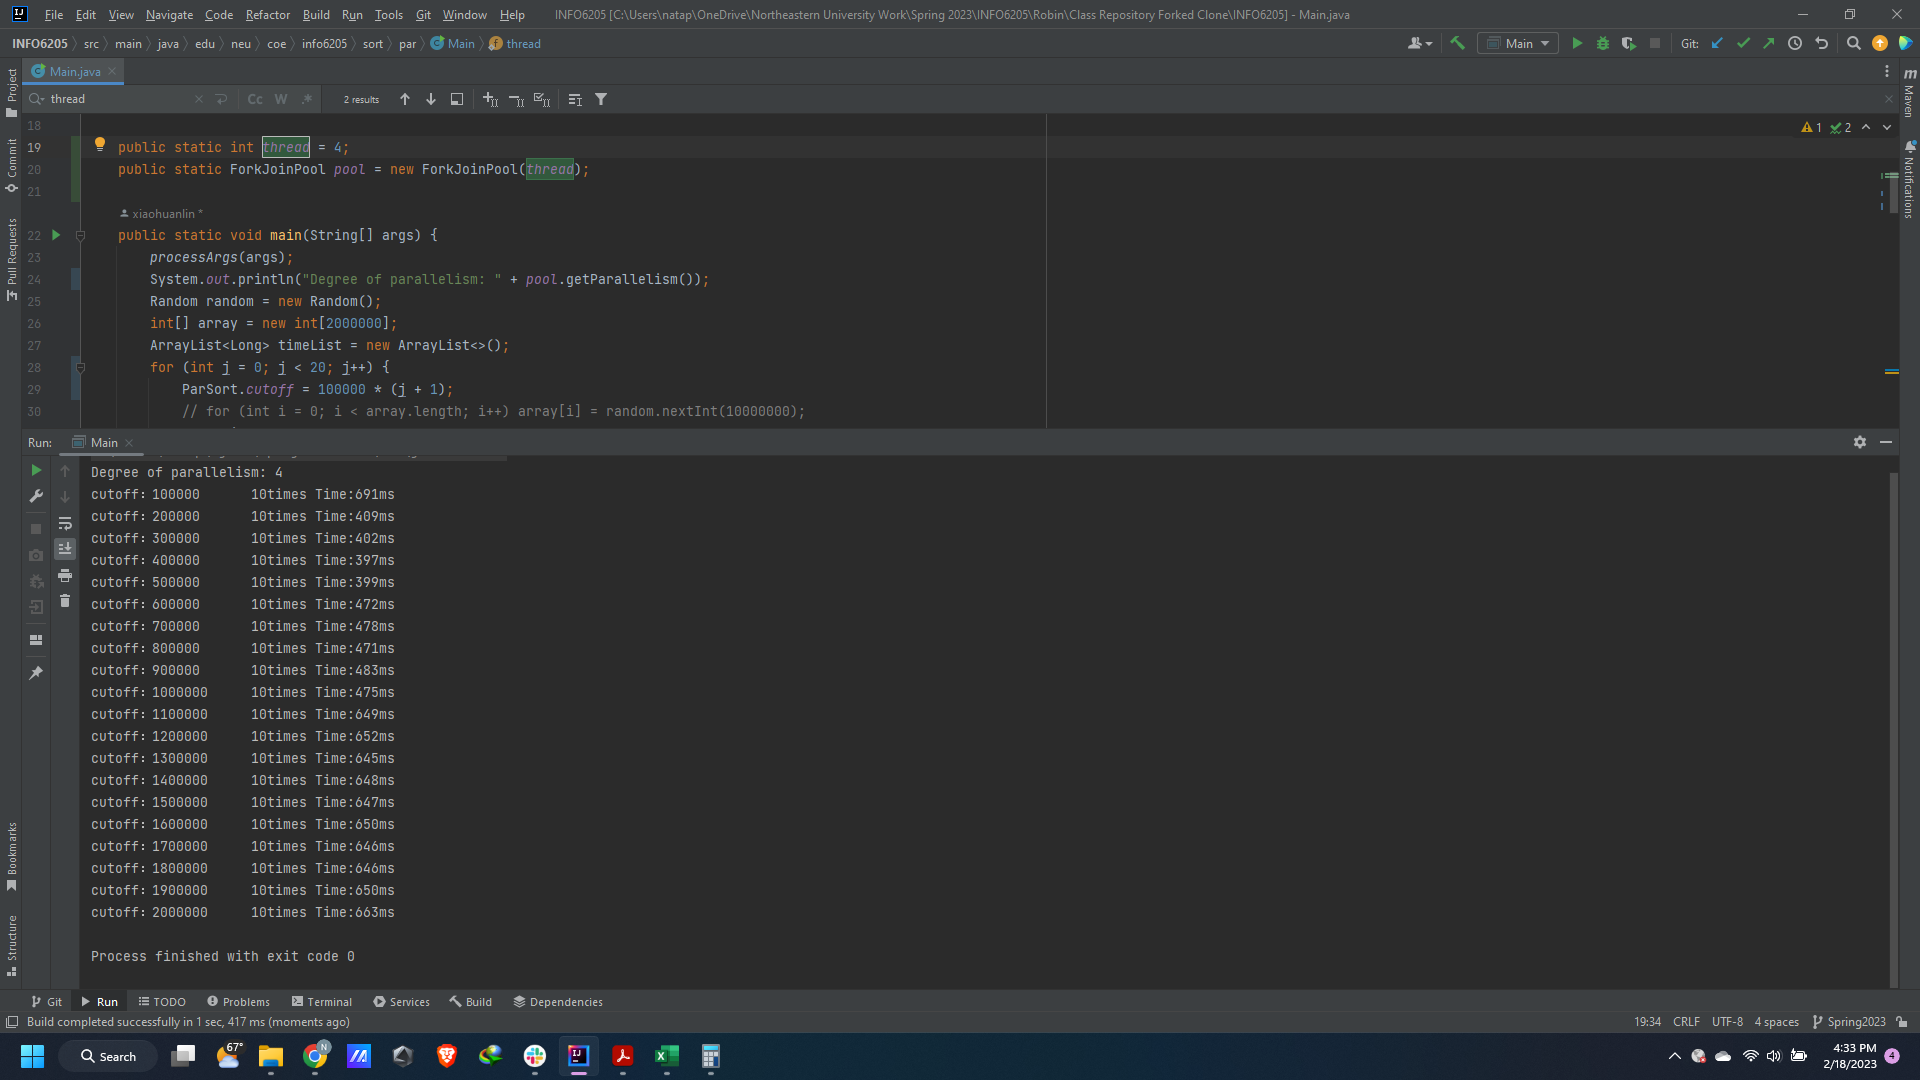 File Edit View Navigate Code Refactor Build Run Tools Git Window Help INFO6205 [C:\Users\natap\OneDrive\Northeastern University Work\Spring 2023\INFO6205\Robin\Class Repository Forked Clone\INFO6205] - Main.java
INFO6205 src main java edu neu coe info6205 sort par Main thread Main Git:
Main.java
thread Cc W .* 2 results
18
19 public static int thread = 4; 1 2
20 public static ForkJoinPool pool = new ForkJoinPool(thread);
21
xiaohuanlin *
22 public static void main(String[] args) {
23 processArgs(args);
24 System.out.println("Degree of parallelism: " + pool.getParallelism());
25 Random random = new Random();
26 int[] array = new int[2000000];
27 ArrayList<Long> timeList = new ArrayList<>();
28 for (int j = 0; j < 20; j++) {
29 ParSort.cutoff = 100000 * (j + 1);
30 // for (int i = 0; i < array.length; i++) array[i] = random.nextInt(10000000);
Run: Main
Degree of parallelism: 4
cutoff: 100000 10times Time:691ms
cutoff: 200000 10times Time:409ms
cutoff: 300000 10times Time:402ms
cutoff: 400000 10times Time:397ms
cutoff: 500000 10times Time:399ms
cutoff: 600000 10times Time:472ms
cutoff: 700000 10times Time:478ms
cutoff: 800000 10times Time:471ms
cutoff: 900000 10times Time:483ms
cutoff: 1000000 10times Time:475ms
cutoff: 1100000 10times Time:649ms
cutoff: 1200000 10times Time:652ms
cutoff: 1300000 10times Time:645ms
cutoff: 1400000 10times Time:648ms
cutoff: 1500000 10times Time:647ms
cutoff: 1600000 10times Time:650ms
cutoff: 1700000 10times Time:646ms
cutoff: 1800000 10times Time:646ms
cutoff: 1900000 10times Time:650ms
cutoff: 2000000 10times Time:663ms
Process finished with exit code 0
Project
Commit
Pull Requests
Bookmarks
Structure
m
Maven
Notifications
Git Run TODO Problems Terminal Services Build Dependencies
Build completed successfully in 1 sec, 417 ms (moments ago) 19:34 CRLF UTF-8 4 spaces Spring2023
Search 67° N 4:33 PM
2/18/2023 4